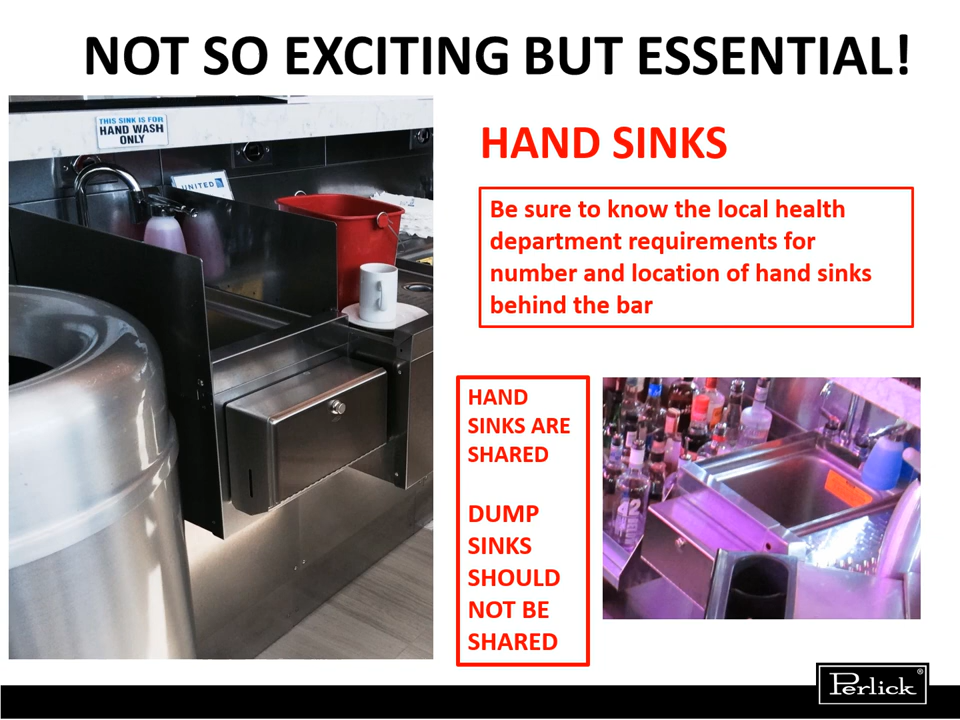 NOT SO EXCITING BUT ESSENTIAL!
THIS SINK IS FOR
HAND WASH
ONLY
UNITED
HAND SINKS
Be sure to know the local health
department requirements for
number and location of hand sinks
behind the bar
HAND
SINKS ARE
SHARED
DUMP
SINKS
SHOULD
NOT BE
SHARED
42
Perlick®